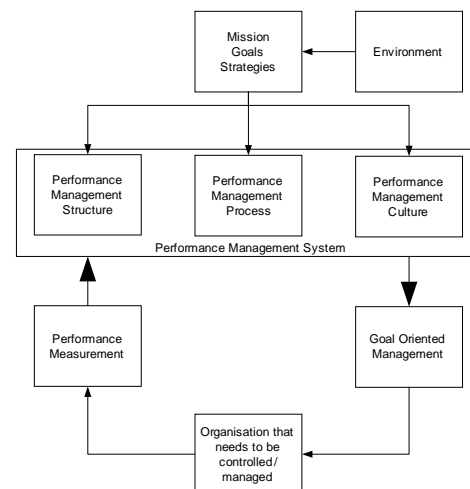 Mission
Goals
Strategies
Environment
Performance
Management
Structure
Performance
Management
Process
Performance
Management
Culture
Performance Management System
Performance
Measurement
Goal Oriented
Management
Organisation that
needs to be
controlled/
managed